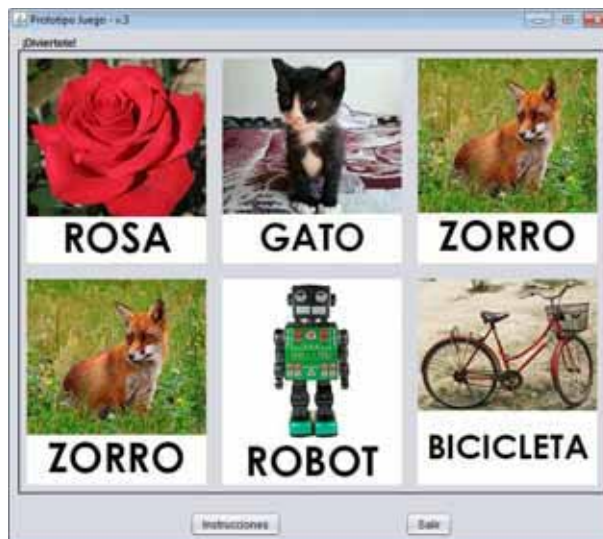 Prototipo Juego - v.3
¡Diviertete!
ROSA
GATO
ZORRO
ZORRO
ROBOT
BICICLETA
Instrucciones
Salir